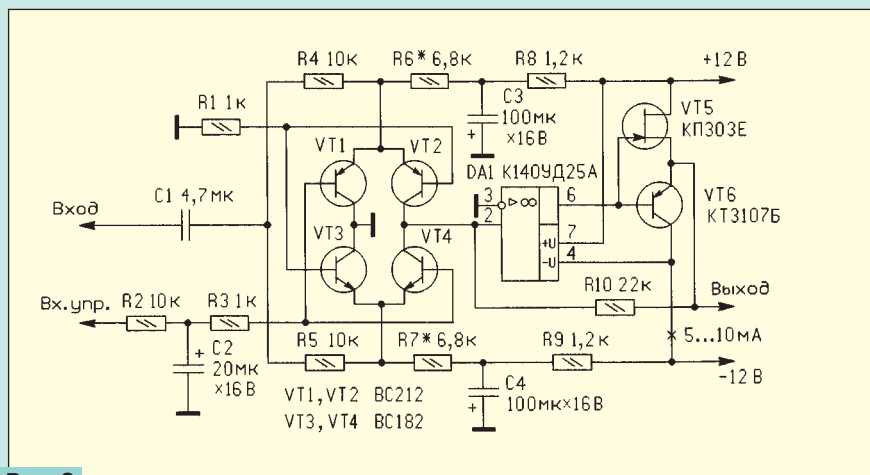 R4 10к
R6* 6,8к
R8 1,2к
+12 В
R1 1к
C3
100мк
×16В
+
VT5
КП303Е
VT1
VT2
DA1 К140УД25А
C1 4,7мк
Вход
3
2
▷∞
6
7
+U
4
-U
VT6
КТ3107Б
VT3
VT4
Вх.упр.
R2 10к
R3 1к
R10 22к
Выход
+
C2
20мк
×16В
R5 10к
R7* 6,8к
R9 1,2к
× 5...10мА
-12 В
+
C4
100мк×16В
VT1, VT2 BC212
VT3, VT4 BC182